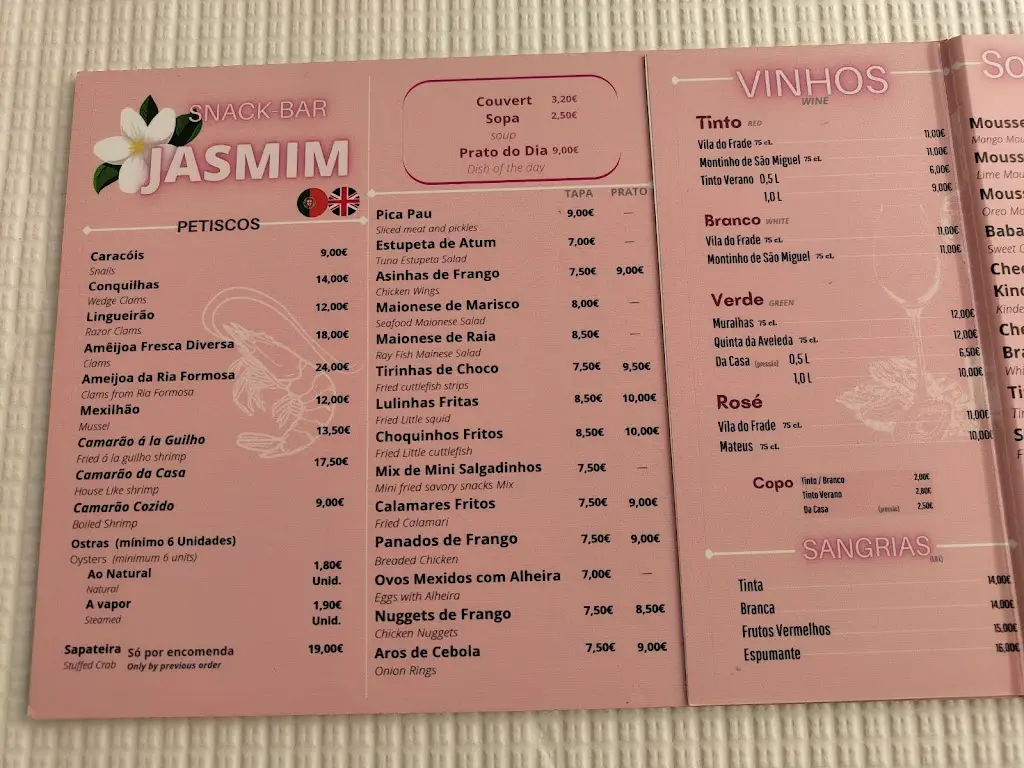 SNACK-BAR
JASMIM
PETISCOS
Caracóis 9,00€
Snails
Conquilhas 14,00€
Wedge Clams
Lingueirão 12,00€
Razor Clams
Amêijoa Fresca Diversa 18,00€
Clams
Ameijoa da Ria Formosa 24,00€
Clams from Ria Formosa
Mexilhão 12,00€
Mussel
Camarão á la Guilho 13,50€
Fried á la guilho shrimp
Camarão da Casa 17,50€
House Like shrimp
Camarão Cozido 9,00€
Boiled Shrimp
Ostras (mínimo 6 Unidades)
Oysters (minimum 6 units)
Ao Natural 1,80€
Natural Unid.
A vapor 1,90€
Steamed Unid.
Sapateira Só por encomenda 19,00€
Stuffed Crab Only by previous order
Couvert 3,20€
Sopa 2,50€
soup
Prato do Dia 9,00€
Dish of the day
TAPA PRATO
Pica Pau 9,00€ —
Sliced meat and pickles
Estupeta de Atum 7,00€ —
Tuna Estupeta Salad
Asinhas de Frango 7,50€ 9,00€
Chicken Wings
Maionese de Marisco 8,00€ —
Seafood Maionese Salad
Maionese de Raia 8,50€ —
Ray Fish Mainese Salad
Tirinhas de Choco 7,50€ 9,50€
Fried cuttlefish strips
Lulinhas Fritas 8,50€ 10,00€
Fried Little squid
Choquinhos Fritos 8,50€ 10,00€
Fried Little cuttlefish
Mix de Mini Salgadinhos 7,50€ —
Mini fried savory snacks Mix
Calamares Fritos 7,50€ 9,00€
Fried Calamari
Panados de Frango 7,50€ 9,00€
Breaded Chicken
Ovos Mexidos com Alheira 7,00€ —
Eggs with Alheira
Nuggets de Frango 7,50€ 8,50€
Chicken Nuggets
Aros de Cebola 7,50€ 9,00€
Onion Rings
VINHOS
WINE
Tinto RED
Vila do Frade 75 cL 11,00€
Montinho de São Miguel 75 cL 11,00€
Tinto Verano 0,5 L 6,00€
1,0 L 9,00€
Branco WHITE
Vila do Frade 75 cL 11,00€
Montinho de São Miguel 75 cL 11,00€
Verde GREEN
Muralhas 75 cL 12,00€
Quinta da Aveleda 75 cL 12,00€
Da Casa (pressão) 0,5 L 6,50€
1,0 L 10,00€
Rosé
Vila do Frade 75 cL 11,00€
Mateus 75 cL 10,00€
Copo Tinto / Branco 2,00€
Tinto Verano 2,80€
Da Casa (pressão) 2,50€
SANGRIAS
Tinta 14,00€
Branca 14,00€
Frutos Vermelhos 15,00€
Espumante 16,00€
So
Mousse
Mango Mou
Mouss
Lime Mou
Mouss
Oreo Mo
Baba
Sweet C
Chee
Kind
Kinde
Che
Bra
Whi
Ti
Tir
S
F